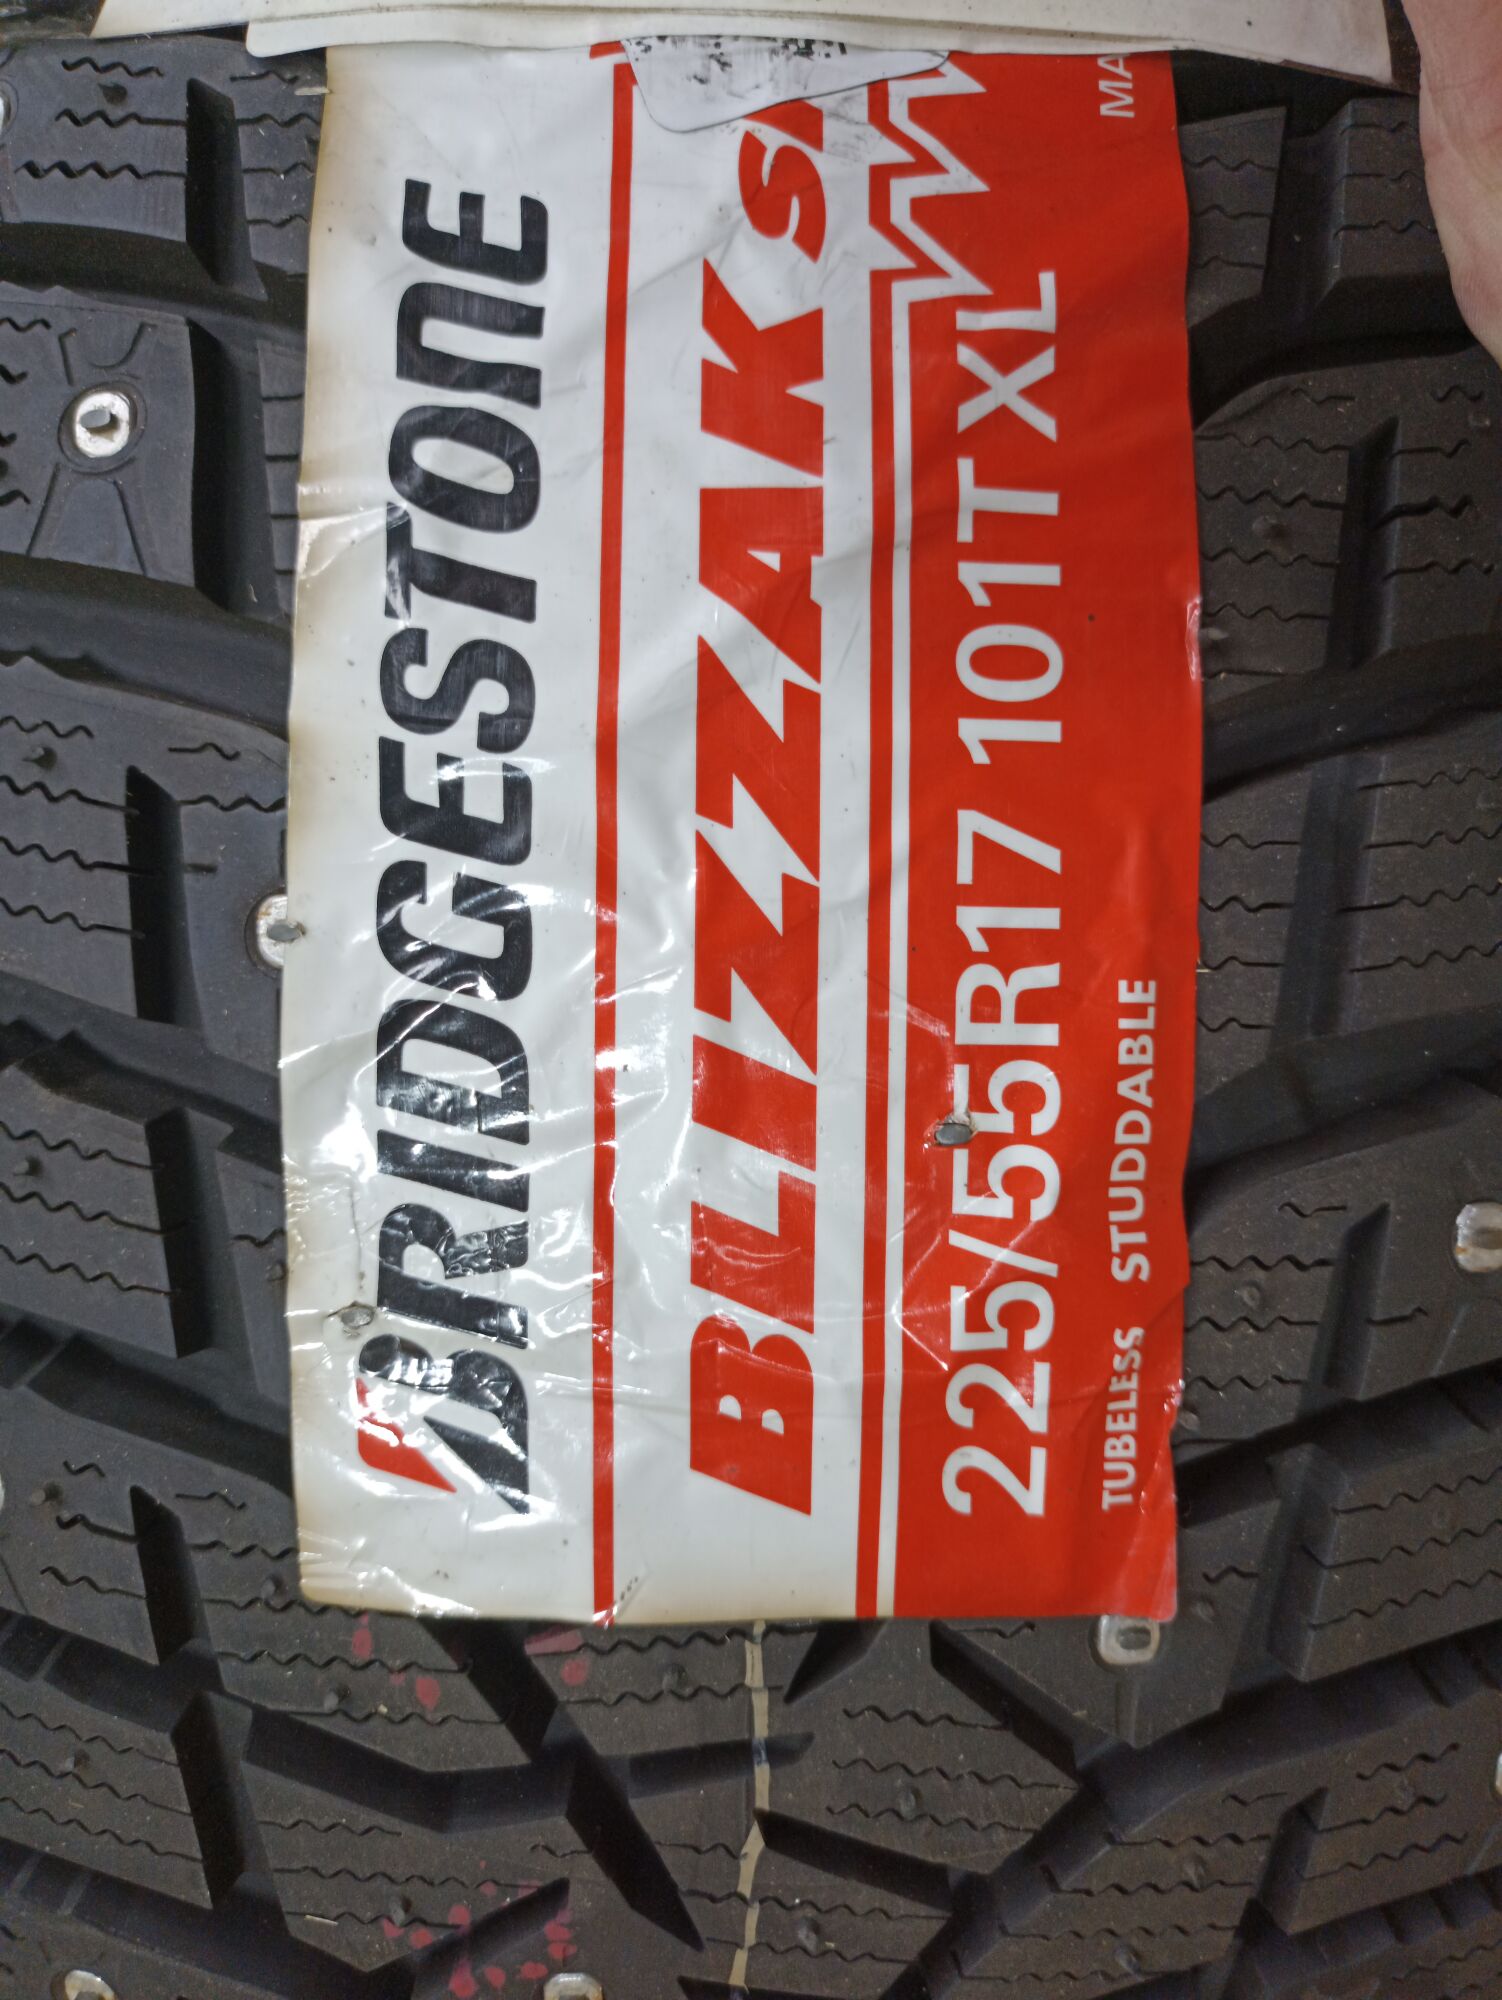 BRIDGESTONE
BLIZZAK
225/55R17 101T XL
TUBELESS STUDDABLE